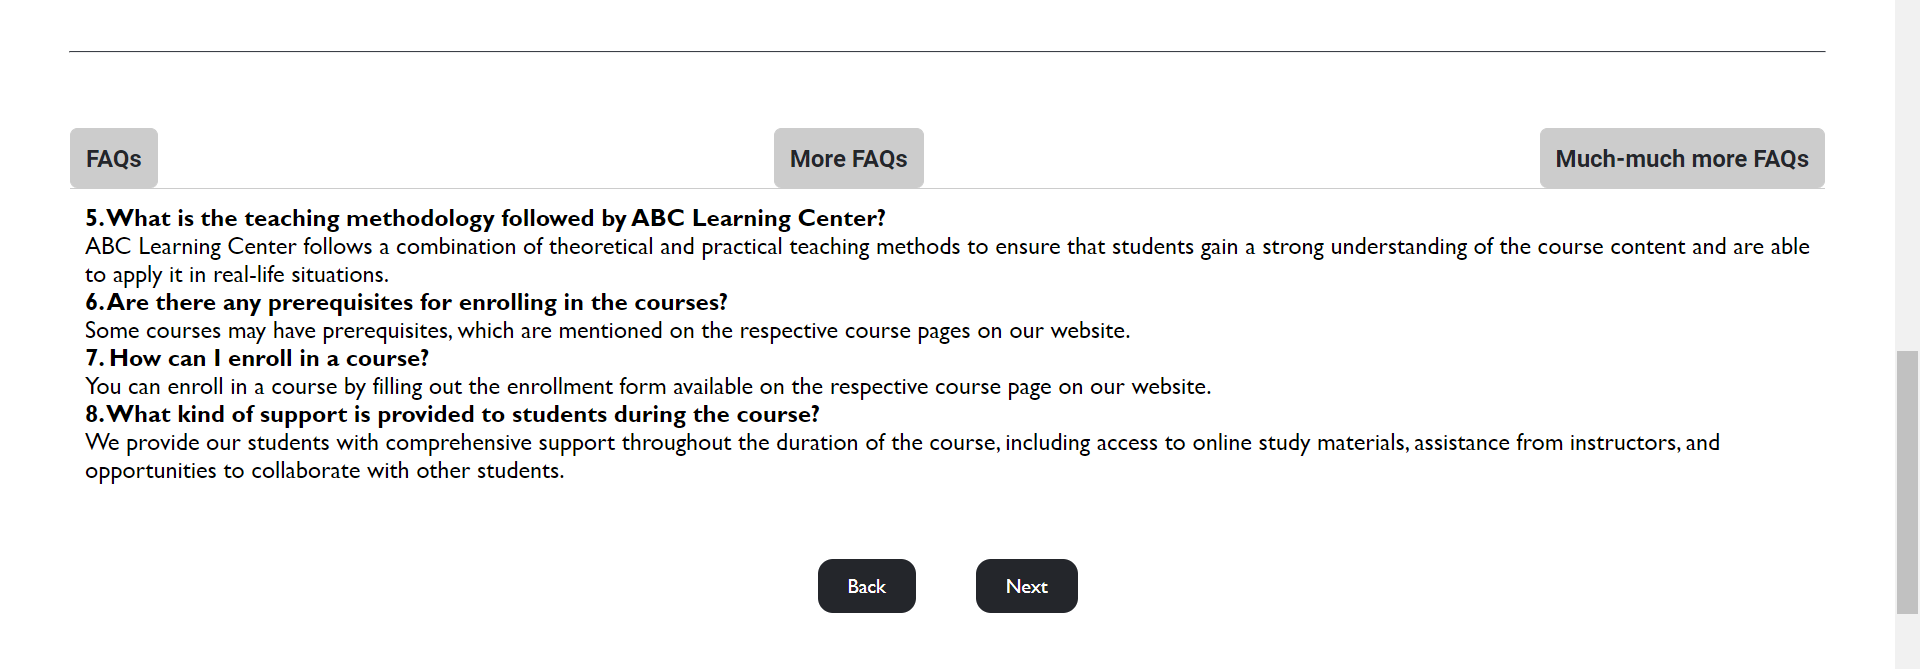 FAQs
More FAQs
Much-much more FAQs
5.What is the teaching methodology followed by ABC Learning Center?
ABC Learning Center follows a combination of theoretical and practical teaching methods to ensure that students gain a strong understanding of the course content and are able
to apply it in real-life situations.
6.Are there any prerequisites for enrolling in the courses?
Some courses may have prerequisites, which are mentioned on the respective course pages on our website.
7. How can I enroll in a course?
You can enroll in a course by filling out the enrollment form available on the respective course page on our website.
8.What kind of support is provided to students during the course?
We provide our students with comprehensive support throughout the duration of the course, including access to online study materials, assistance from instructors, and
opportunities to collaborate with other students.
Back
Next